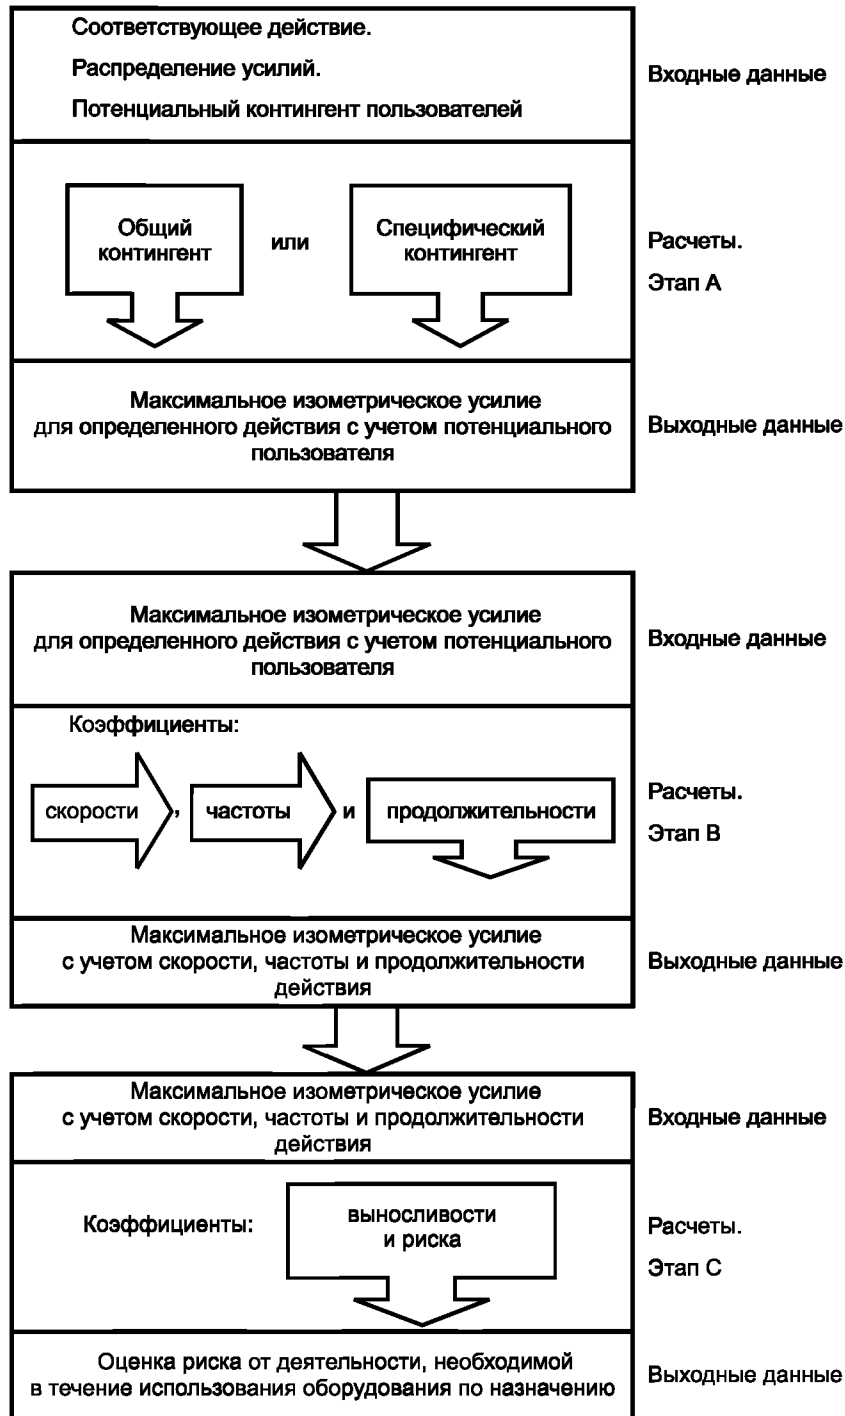 Соответствующее действие.
Распределение усилий.
Потенциальный контингент пользователей
Входные данные
Общий
контингент
или
Специфический
контингент
Расчеты.
Этап А
Максимальное изометрическое усилие
для определенного действия с учетом потенциального
пользователя
Выходные данные
Максимальное изометрическое усилие
для определенного действия с учетом потенциального
пользователя
Входные данные
Коэффициенты:
скорости
,
частоты
и
продолжительности
Расчеты.
Этап В
Максимальное изометрическое усилие
с учетом скорости, частоты и продолжительности
действия
Выходные данные
Максимальное изометрическое усилие
с учетом скорости, частоты и продолжительности
действия
Входные данные
Коэффициенты:
выносливости
и риска
Расчеты.
Этап С
Оценка риска от деятельности, необходимой
в течение использования оборудования по назначению
Выходные данные